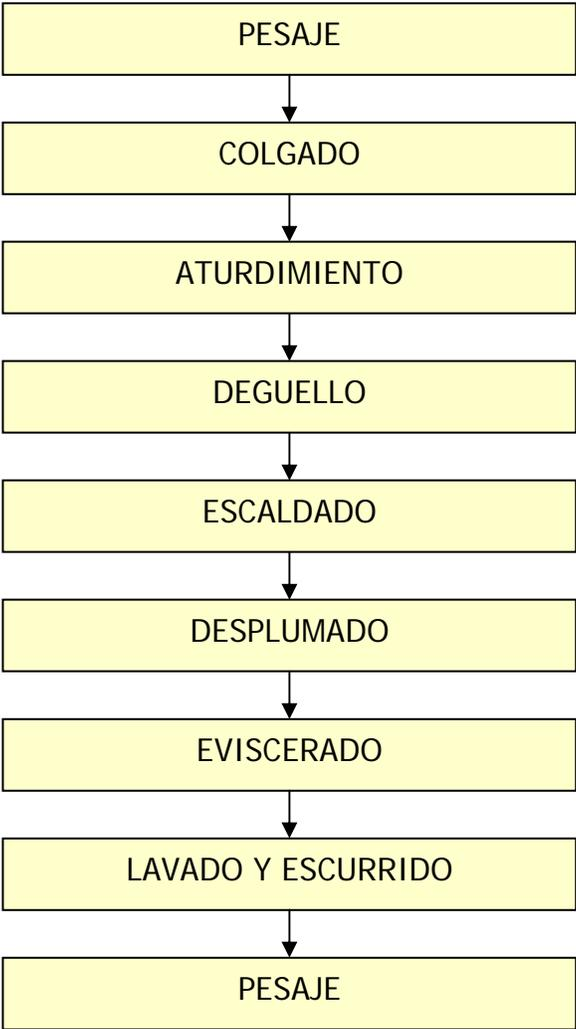 PESAJE
COLGADO
ATURDIMIENTO
DEGUELLO
ESCALDADO
DESPLUMADO
EVISCERADO
LAVADO Y ESCURRIDO
PESAJE